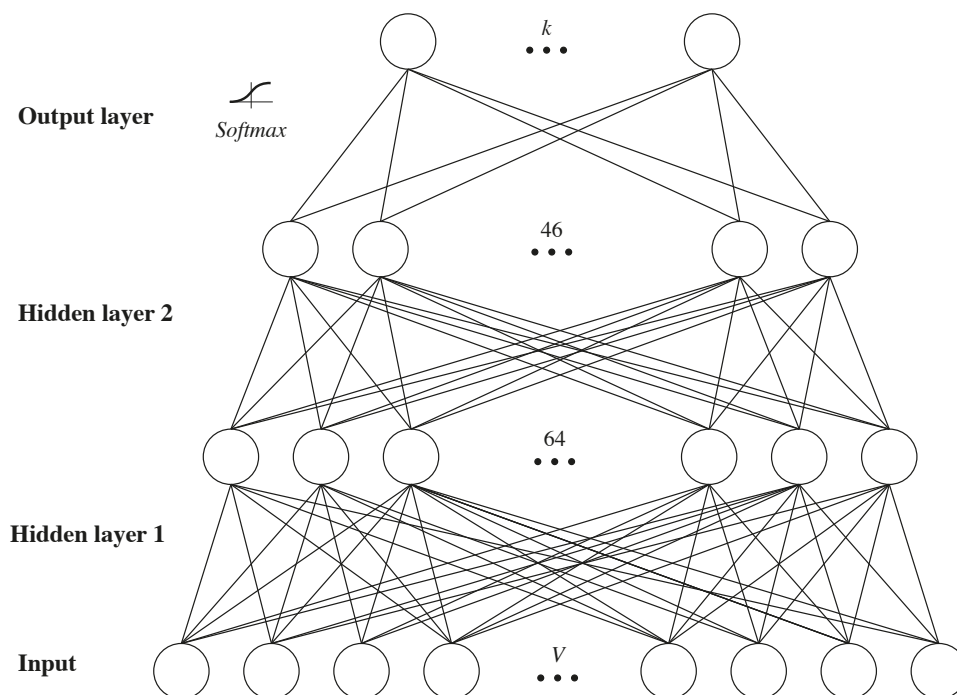 k
Output layer
Softmax
46
Hidden layer 2
64
Hidden layer 1
Input
V